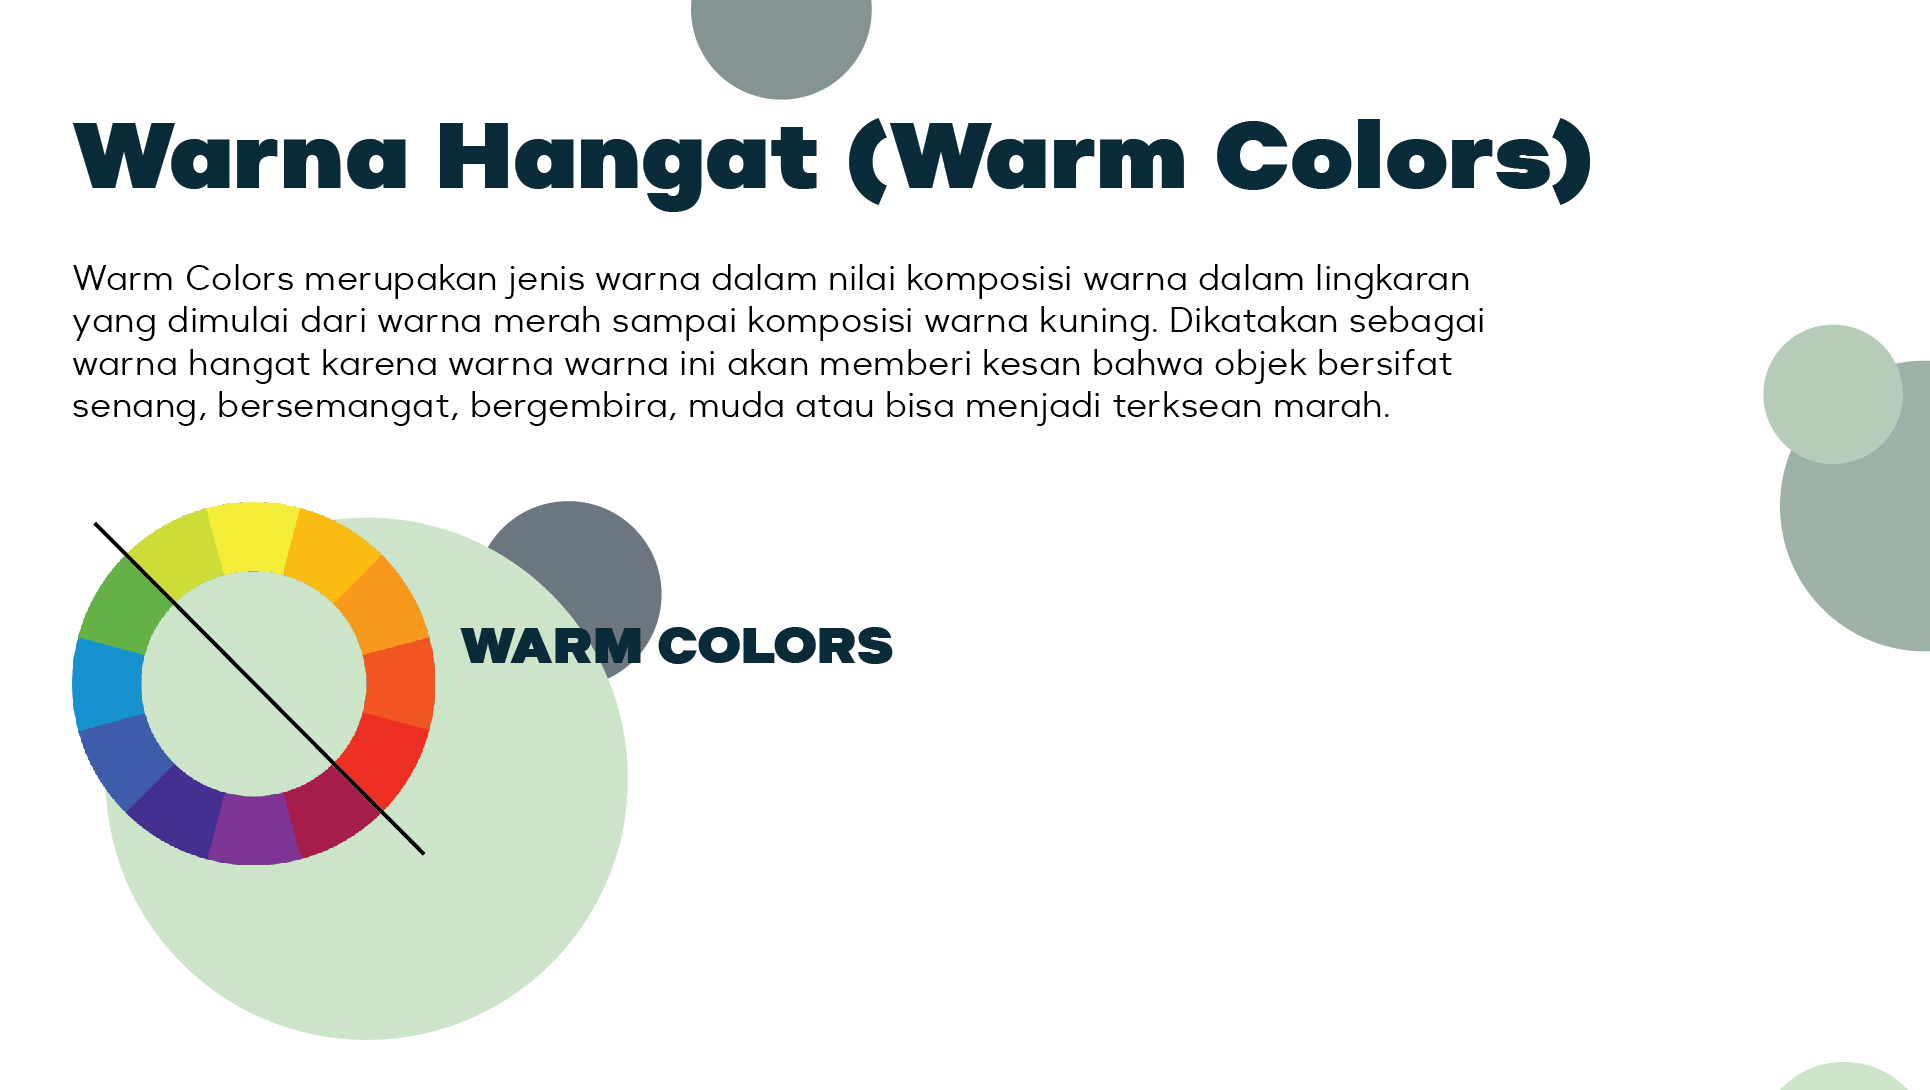 Warna Hangat (Warm Colors)
Warm Colors merupakan jenis warna dalam nilai komposisi warna dalam lingkaran
yang dimulai dari warna merah sampai komposisi warna kuning. Dikatakan sebagai
warna hangat karena warna warna ini akan memberi kesan bahwa objek bersifat
senang, bersemangat, bergembira, muda atau bisa menjadi terksean marah.
WARM COLORS